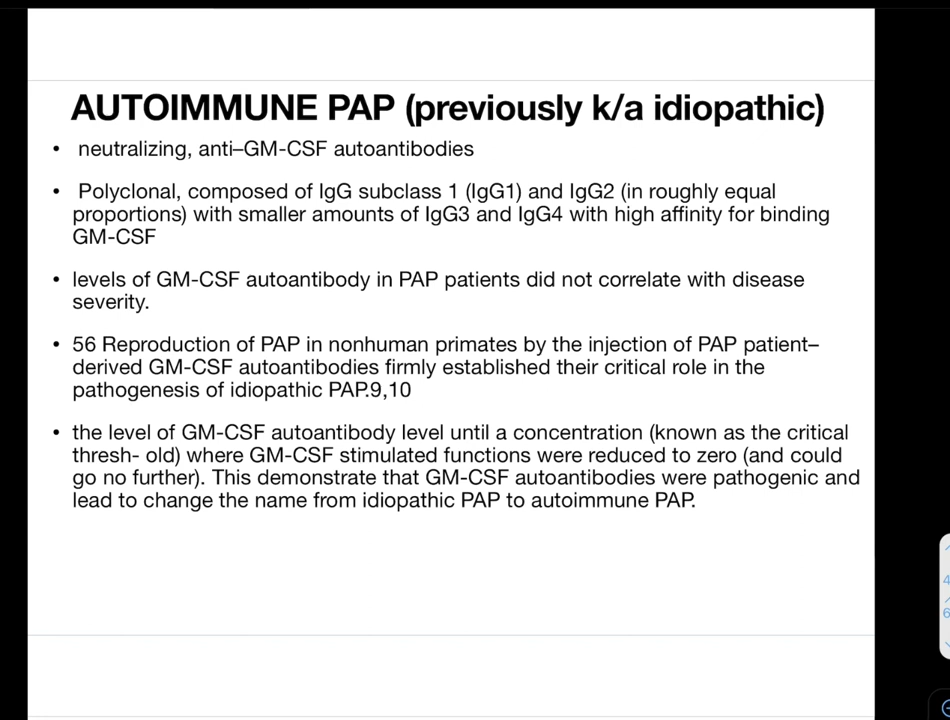 AUTOIMMUNE PAP (previously k/a idiopathic)
• neutralizing, anti–GM-CSF autoantibodies
• Polyclonal, composed of IgG subclass 1 (IgG1) and IgG2 (in roughly equal
proportions) with smaller amounts of IgG3 and IgG4 with high affinity for binding
GM-CSF
• levels of GM-CSF autoantibody in PAP patients did not correlate with disease
severity.
• 56 Reproduction of PAP in nonhuman primates by the injection of PAP patient–
derived GM-CSF autoantibodies firmly established their critical role in the
pathogenesis of idiopathic PAP.9,10
• the level of GM-CSF autoantibody level until a concentration (known as the critical
thresh- old) where GM-CSF stimulated functions were reduced to zero (and could
go no further). This demonstrate that GM-CSF autoantibodies were pathogenic and
lead to change the name from idiopathic PAP to autoimmune PAP.
4
6